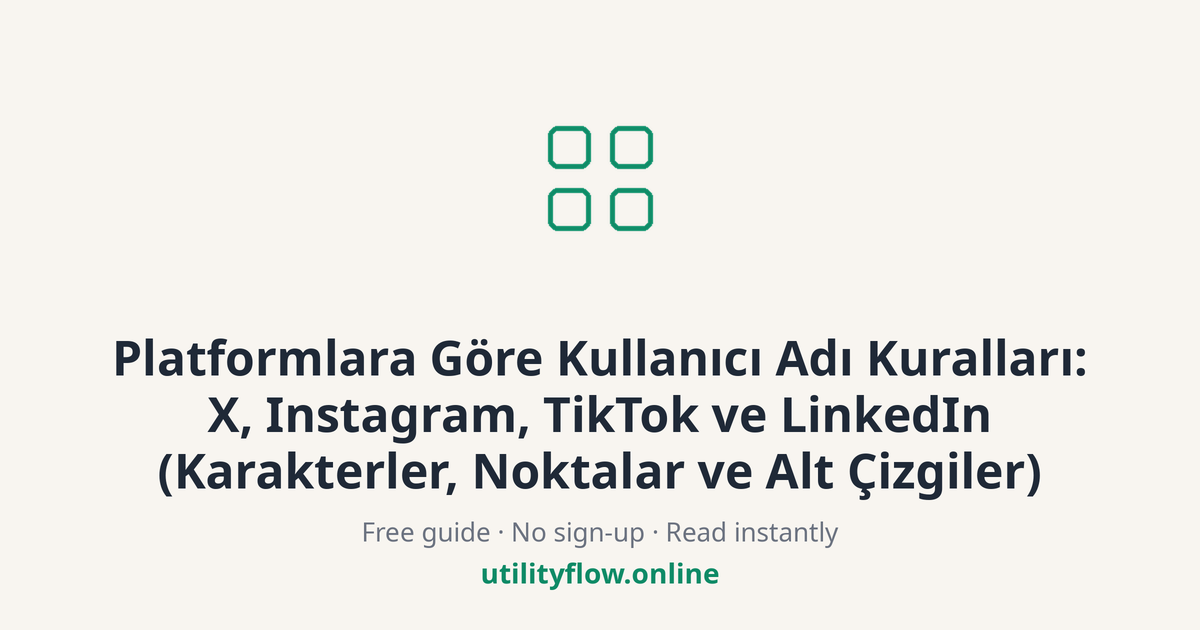 Platformlara Göre Kullanıcı Adı Kuralları:
X, Instagram, TikTok ve LinkedIn
(Karakterler, Noktalar ve Alt Çizgiler)
Free guide · No sign-up · Read instantly
utilityflow.online